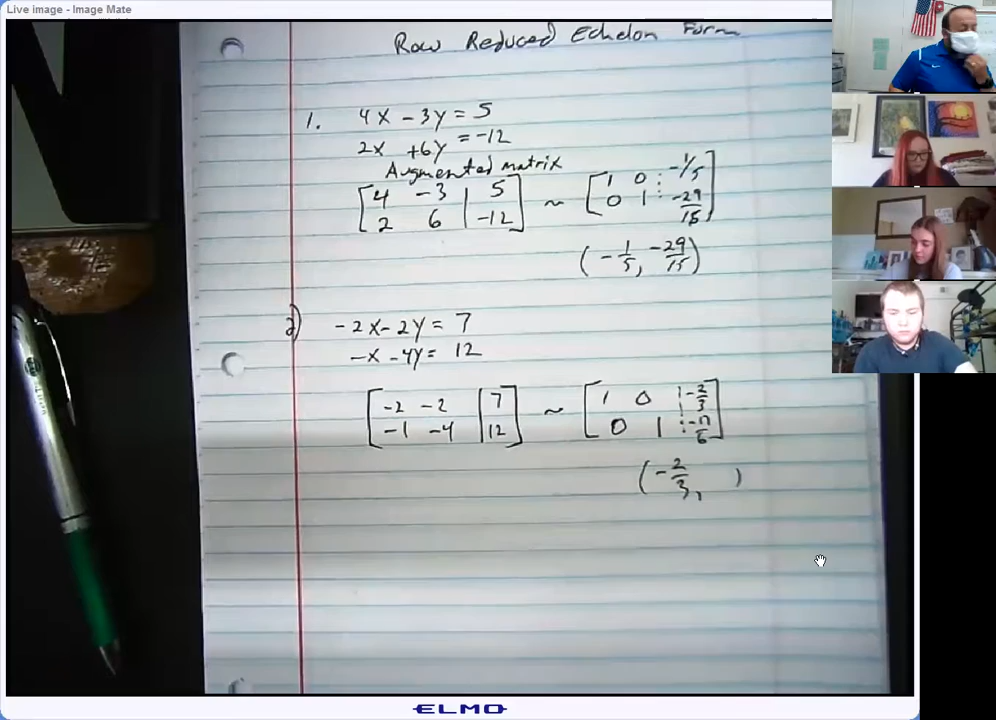 Live image - Image Mate
Row Reduced Echelon Form
1. 4x - 3y = 5
2x +6y = -12
Augmented matrix
[4 -3 | 5] ~ [1 0 : -1/5]
[2 6 | -12] [0 1 : -29/15]
(-1/5, -29/15)
2) -2x - 2y = 7
-x - 4y = 12
[-2 -2 | 7] ~ [1 0 : -2/3]
[-1 -4 | 12] [0 1 : -17/6]
(-2/3, )
ELMO